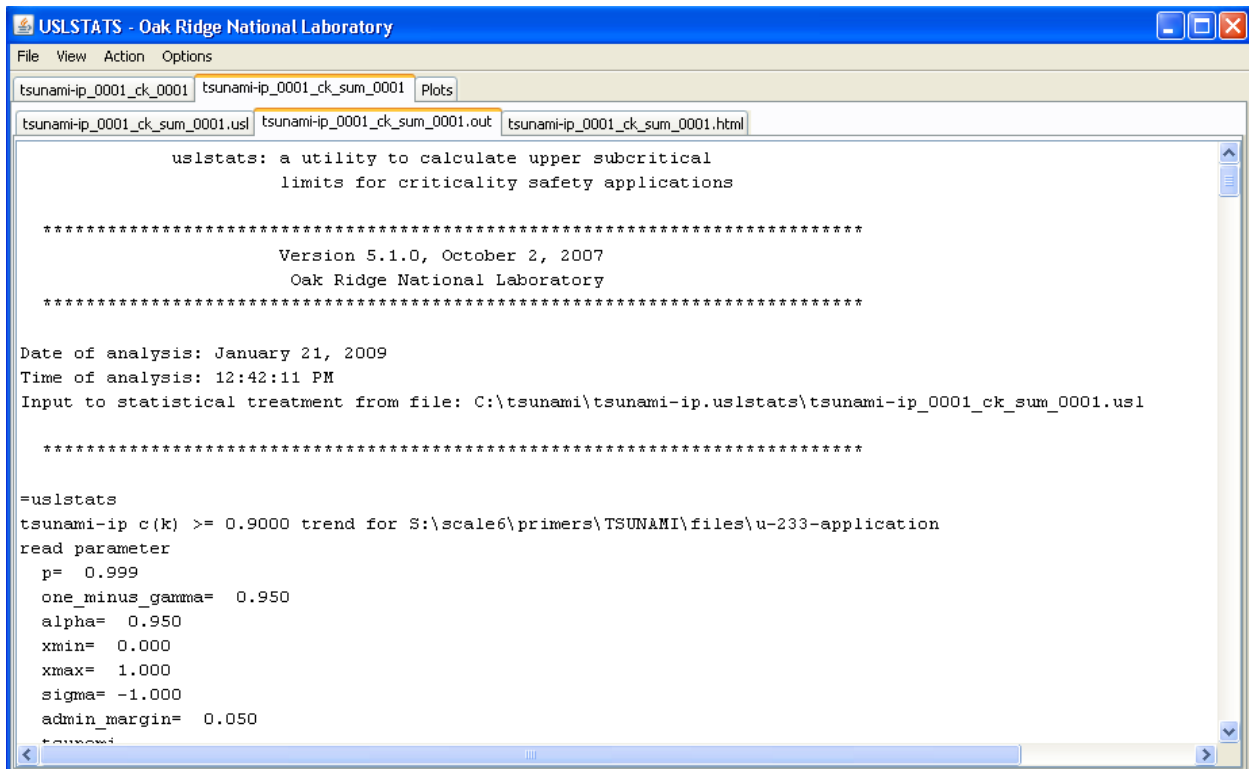 USLSTATS - Oak Ridge National Laboratory
File View Action Options
tsunami-ip_0001_ck_0001 tsunami-ip_0001_ck_sum_0001 Plots
tsunami-ip_0001_ck_sum_0001.usl tsunami-ip_0001_ck_sum_0001.out tsunami-ip_0001_ck_sum_0001.html
uslstats: a utility to calculate upper subcritical
limits for criticality safety applications
****************************************************************************
Version 5.1.0, October 2, 2007
Oak Ridge National Laboratory
****************************************************************************
Date of analysis: January 21, 2009
Time of analysis: 12:42:11 PM
Input to statistical treatment from file: C:\tsunami\tsunami-ip.uslstats\tsunami-ip_0001_ck_sum_0001.usl
****************************************************************************
=uslstats
tsunami-ip c(k) >= 0.9000 trend for S:\scale6\primers\TSUNAMI\files\u-233-application
read parameter
p= 0.999
one_minus_gamma= 0.950
alpha= 0.950
xmin= 0.000
xmax= 1.000
sigma= -1.000
admin_margin= 0.050
tsunami